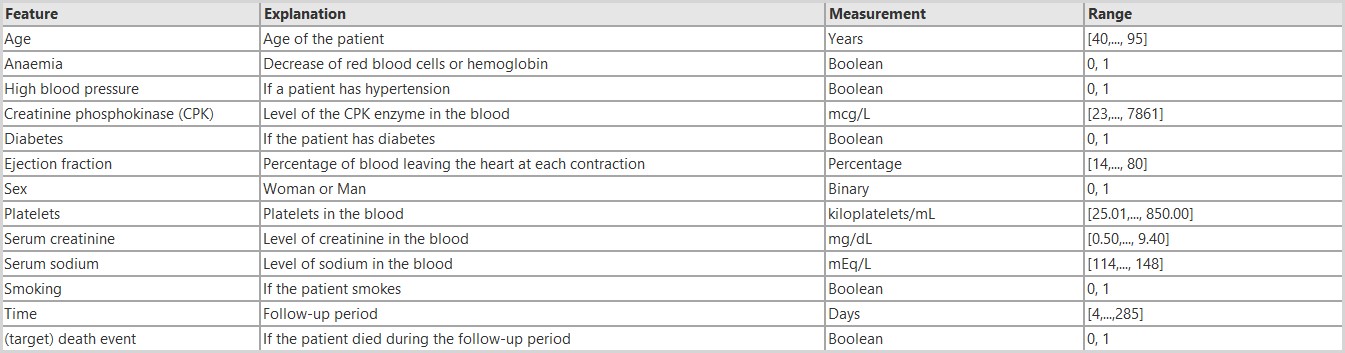 Feature Explanation Measurement Range
Age Age of the patient Years [40,..., 95]
Anaemia Decrease of red blood cells or hemoglobin Boolean 0, 1
High blood pressure If a patient has hypertension Boolean 0, 1
Creatinine phosphokinase (CPK) Level of the CPK enzyme in the blood mcg/L [23,..., 7861]
Diabetes If the patient has diabetes Boolean 0, 1
Ejection fraction Percentage of blood leaving the heart at each contraction Percentage [14,..., 80]
Sex Woman or Man Binary 0, 1
Platelets Platelets in the blood kiloplatelets/mL [25.01,..., 850.00]
Serum creatinine Level of creatinine in the blood mg/dL [0.50,..., 9.40]
Serum sodium Level of sodium in the blood mEq/L [114,..., 148]
Smoking If the patient smokes Boolean 0, 1
Time Follow-up period Days [4,...,285]
(target) death event If the patient died during the follow-up period Boolean 0, 1